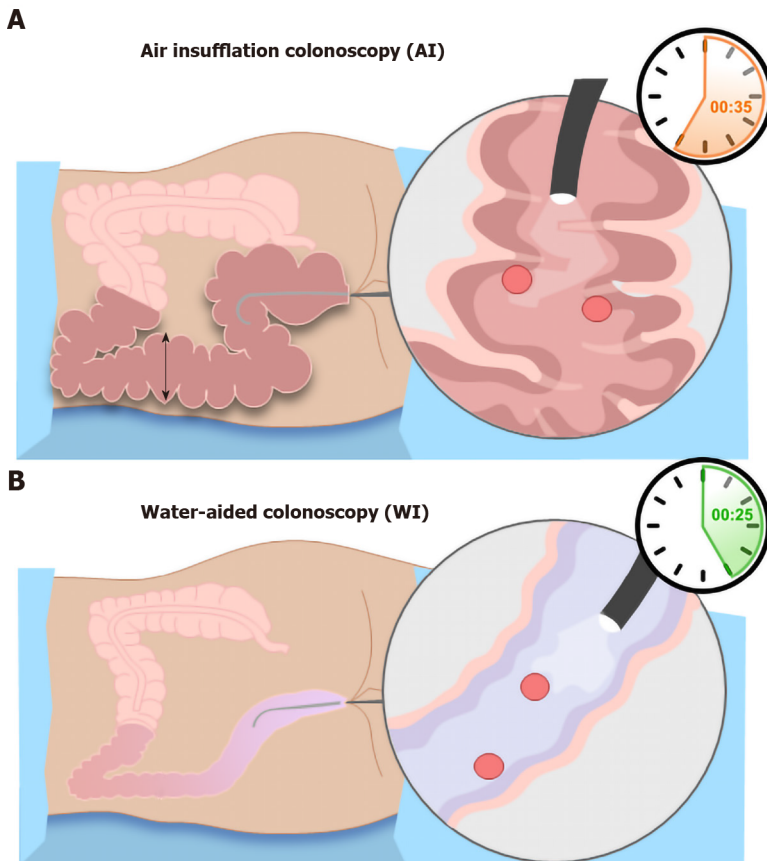 A
Air insufflation colonoscopy (AI)
00:35
B
Water-aided colonoscopy (WI)
00:25